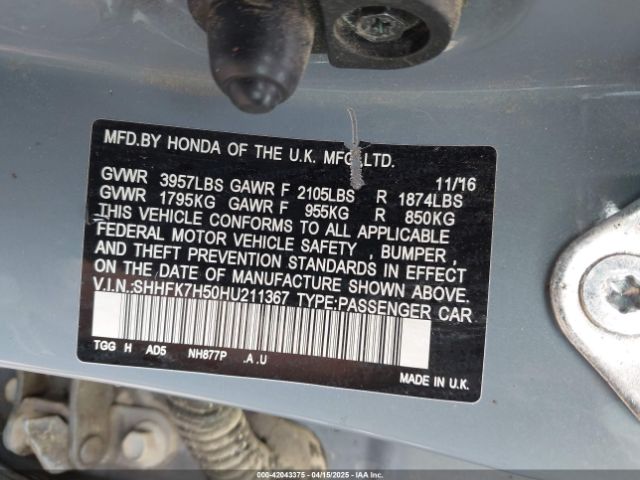 MFD.BY HONDA OF THE U.K. MFG.,LTD.
11/16
GVWR 3957LBS GAWR F 2105LBS R 1874LBS
GVWR 1795KG GAWR F 955KG R 850KG
THIS VEHICLE CONFORMS TO ALL APPLICABLE
FEDERAL MOTOR VEHICLE SAFETY , BUMPER ,
AND THEFT PREVENTION STANDARDS IN EFFECT
ON THE DATE OF MANUFACTURE SHOWN ABOVE.
V.I.N.:SHHFK7H50HU211367 TYPE:PASSENGER CAR
TGG H AD5 NH877P .A .U
MADE IN U.K.
000-42043375 - 04/15/2025 - IAA Inc.